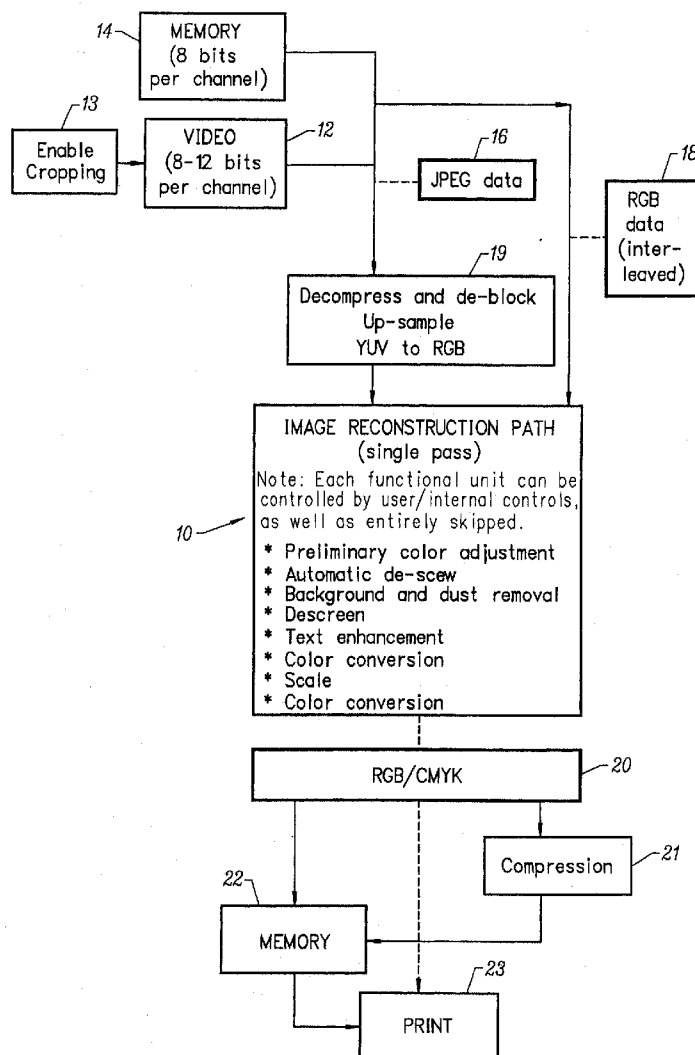 14
MEMORY
(8 bits
per channel)
13
Enable
Cropping
12
VIDEO
(8-12 bits
per channel)
16
JPEG data
18
RGB
data
(inter-
leaved)
19
Decompress and de-block
Up-sample
YUV to RGB
IMAGE RECONSTRUCTION PATH
(single pass)
Note: Each functional unit can be
controlled by user/internal controls,
as well as entirely skipped.
10
* Preliminary color adjustment
* Automatic de-scew
* Background and dust removal
* Descreen
* Text enhancement
* Color conversion
* Scale
* Color conversion
RGB/CMYK
20
Compression
21
22
MEMORY
23
PRINT